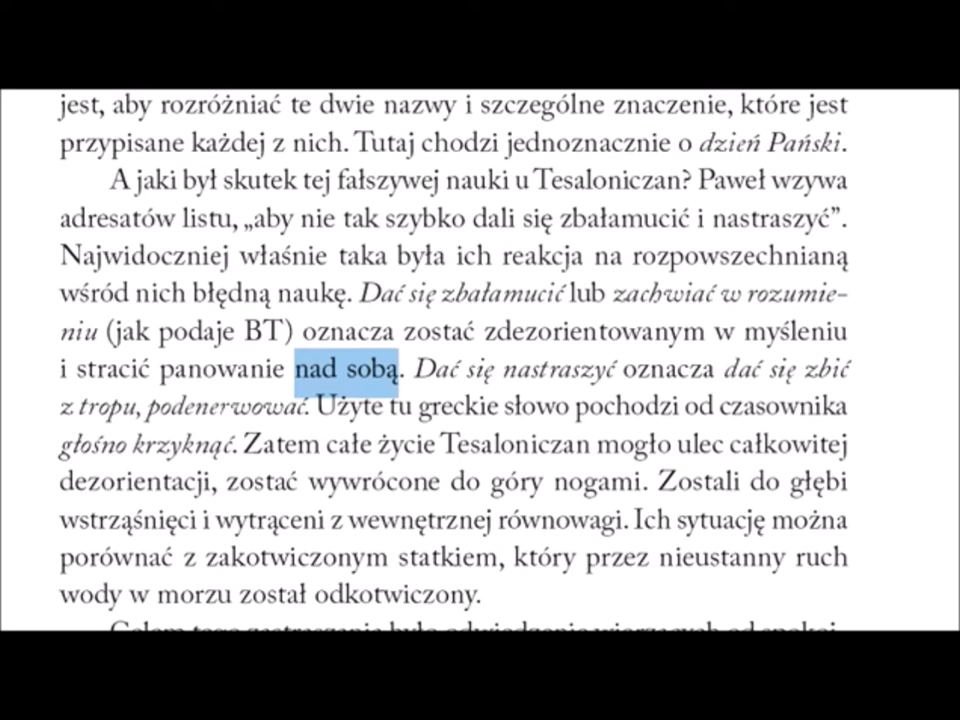 jest, aby rozróżniać te dwie nazwy i szczególne znaczenie, które jest
przypisane każdej z nich. Tutaj chodzi jednoznacznie o dzień Pański.
A jaki był skutek tej fałszywej nauki u Tesaloniczan? Paweł wzywa
adresatów listu, „aby nie tak szybko dali się zbałamucić i nastraszyć”.
Najwidoczniej właśnie taka była ich reakcja na rozpowszechnianą
wśród nich błędną naukę. Dać się zbałamucić lub zachwiać w rozumie-
niu (jak podaje BT) oznacza zostać zdezorientowanym w myśleniu
i stracić panowanie nad sobą. Dać się nastraszyć oznacza dać się zbić
z tropu, podenerwować. Użyte tu greckie słowo pochodzi od czasownika
głośno krzyknąć. Zatem całe życie Tesaloniczan mogło ulec całkowitej
dezorientacji, zostać wywrócone do góry nogami. Zostali do głębi
wstrząśnięci i wytrąceni z wewnętrznej równowagi. Ich sytuację można
porównać z zakotwiczonym statkiem, który przez nieustanny ruch
wody w morzu został odkotwiczony.